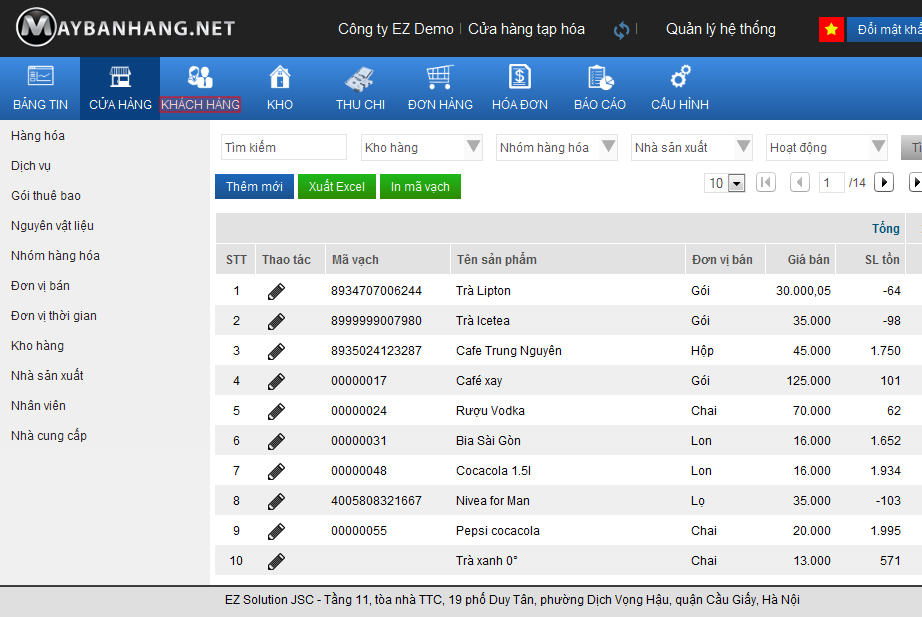 MAYBANHANG.NET
Công ty EZ Demo | Cửa hàng tạp hóa | Quản lý hệ thống Đổi mật khẩ
BẢNG TIN CỬA HÀNG KHÁCH HÀNG KHO THU CHI ĐƠN HÀNG HÓA ĐƠN BÁO CÁO CẤU HÌNH
Hàng hóa
Dịch vụ
Gói thuê bao
Nguyên vật liệu
Nhóm hàng hóa
Đơn vị bán
Đơn vị thời gian
Kho hàng
Nhà sản xuất
Nhân viên
Nhà cung cấp
Tìm kiếm Kho hàng Nhóm hàng hóa Nhà sản xuất Hoạt động Tì
Thêm mới Xuất Excel In mã vạch 10 1 /14
Tổng
STT Thao tác Mã vạch Tên sản phẩm Đơn vị bán Giá bán SL tồn
1 8934707006244 Trà Lipton Gói 30.000,05 -64
2 8999999007980 Trà Icetea Gói 35.000 -98
3 8935024123287 Cafe Trung Nguyên Hộp 45.000 1.750
4 00000017 Café xay Gói 125.000 101
5 00000024 Rượu Vodka Chai 70.000 62
6 00000031 Bia Sài Gòn Lon 16.000 1.652
7 00000048 Cocacola 1.5l Lon 16.000 1.934
8 4005808321667 Nivea for Man Lọ 35.000 -103
9 00000055 Pepsi cocacola Chai 20.000 1.995
10 Trà xanh 0° Chai 13.000 571
EZ Solution JSC - Tầng 11, tòa nhà TTC, 19 phố Duy Tân, phường Dịch Vọng Hậu, quận Cầu Giấy, Hà Nội